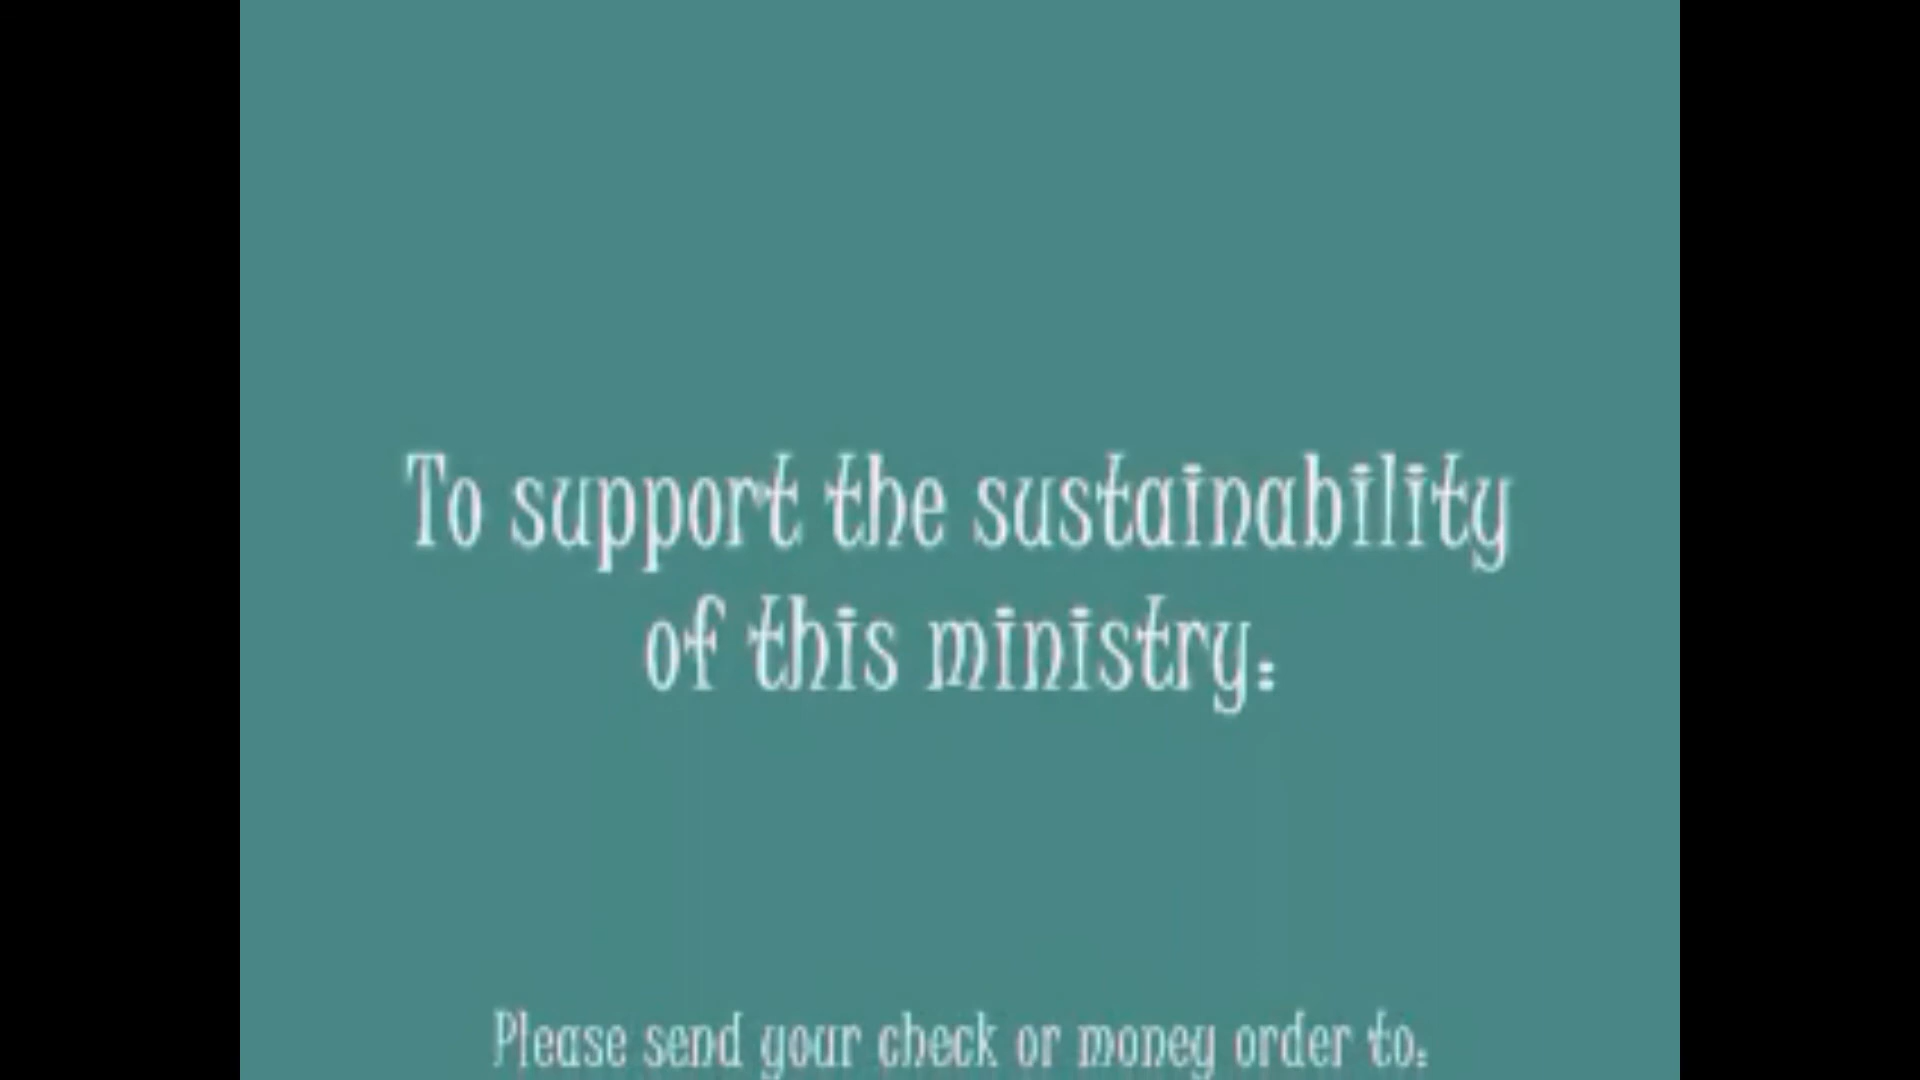 To support the sustainability
of this ministry:
Please send your check or money order to: